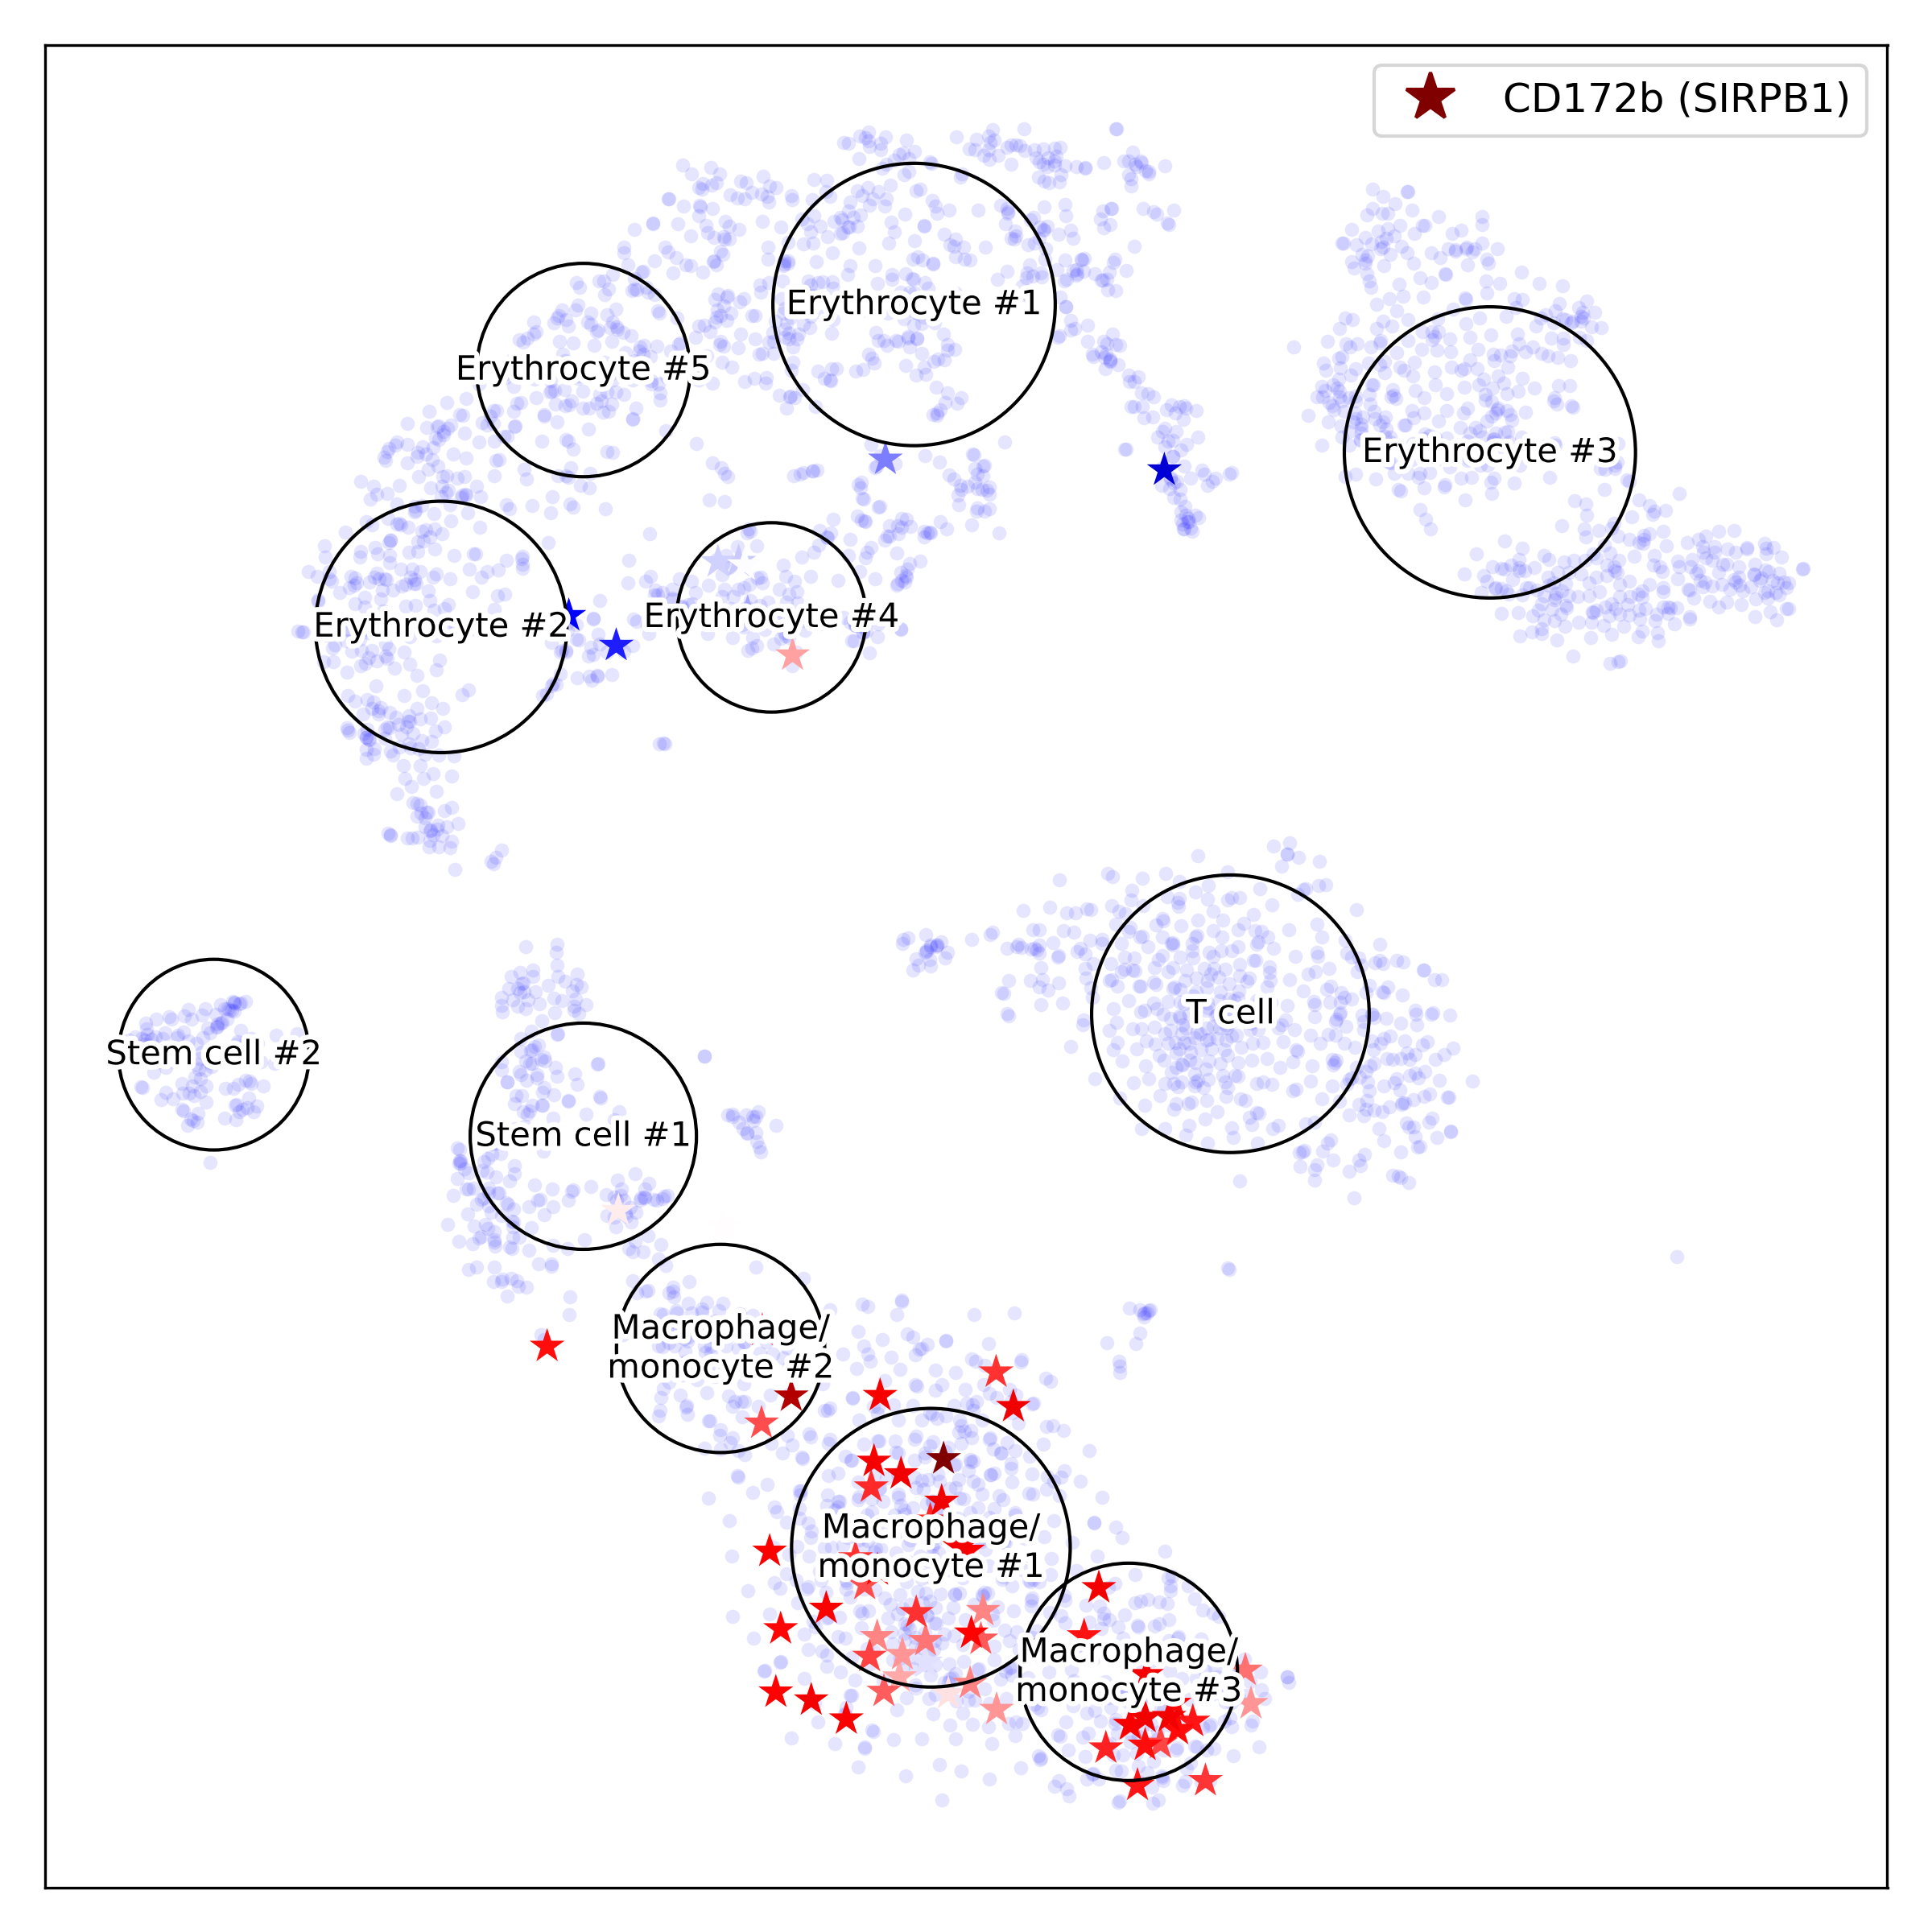 CD172b (SIRPB1)
Erythrocyte #1
Erythrocyte #5
Erythrocyte #3
Erythrocyte #4
Erythrocyte #2
T cell
Stem cell #2
Stem cell #1
Macrophage/
monocyte #2
Macrophage/
monocyte #1
Macrophage/
monocyte #3